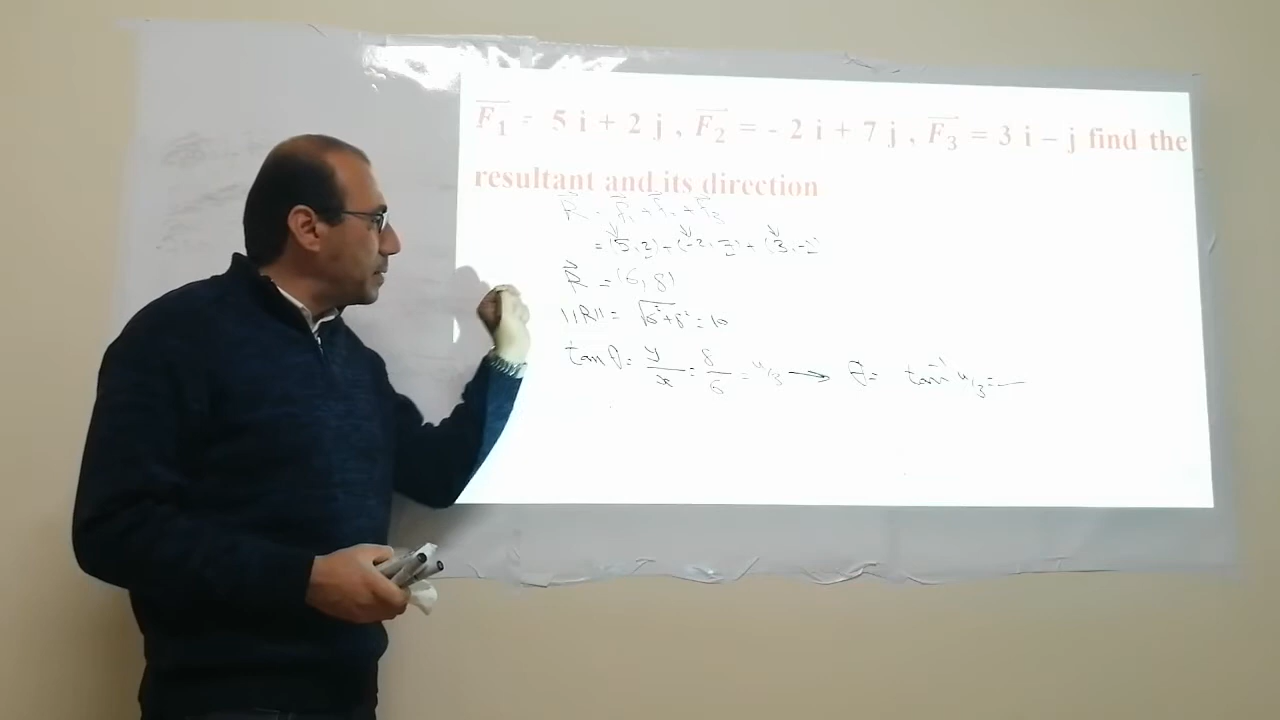 F₁ = 5 i + 2 j , F₂ = - 2 i + 7 j , F₃ = 3 i – j find the
resultant and its direction
R = F₁ + F₂ + F₃
= (5, 2) + (-2, 7) + (3, -1)
R = (6, 8)
||R|| = √6² + 8² = 10
tan θ = y/x = 8/6 = 4/3 → θ = tan⁻¹ 4/3 = —